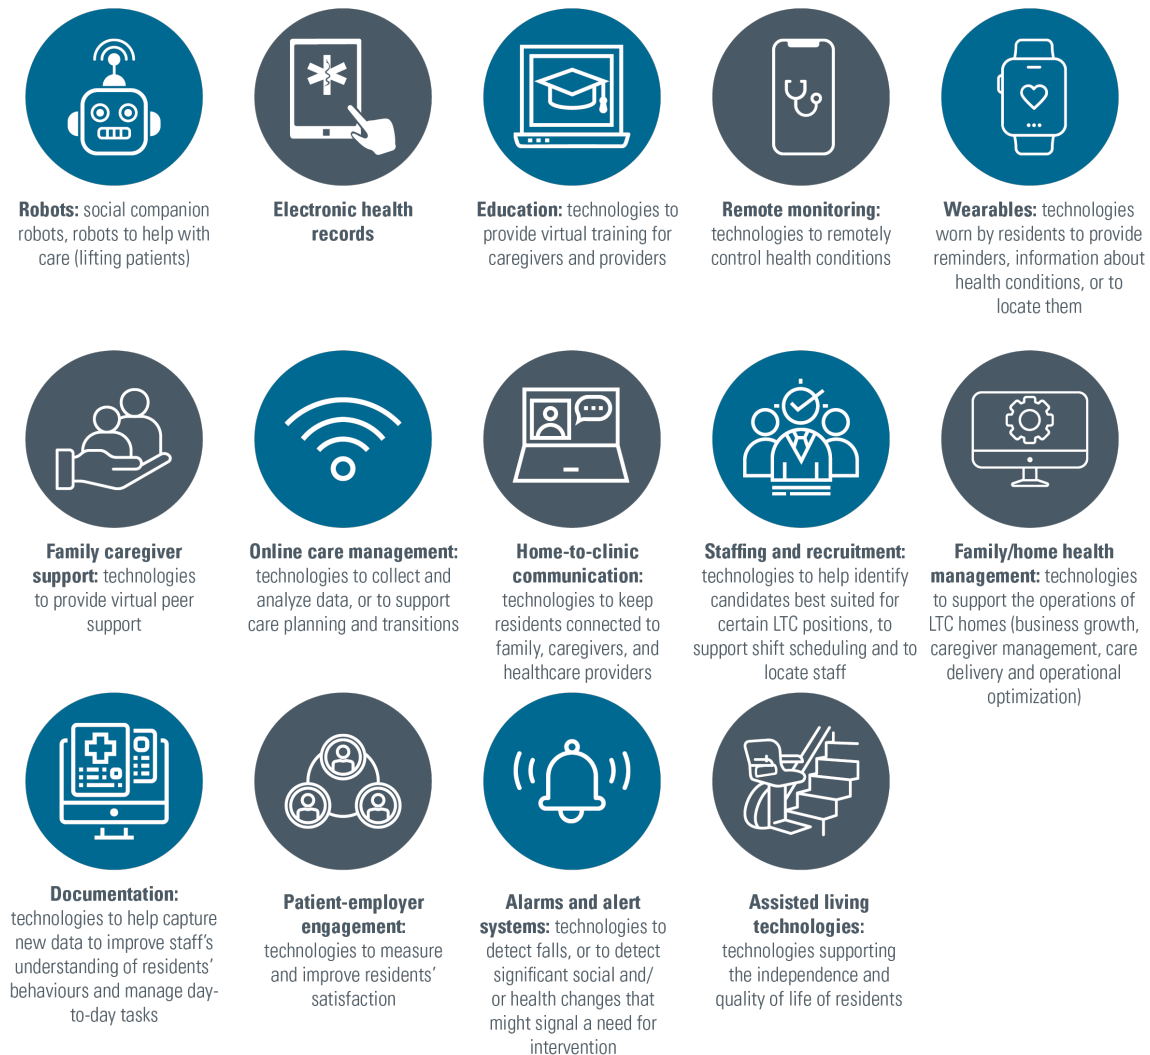 Robots: social companion
robots, robots to help with
care (lifting patients)
Electronic health
records
Education: technologies to
provide virtual training for
caregivers and providers
Remote monitoring:
technologies to remotely
control health conditions
Wearables: technologies
worn by residents to provide
reminders, information about
health conditions, or to
locate them
Family caregiver
support: technologies
to provide virtual peer
support
Online care management:
technologies to collect and
analyze data, or to support
care planning and transitions
Home-to-clinic
communication:
technologies to keep
residents connected to
family, caregivers, and
healthcare providers
Staffing and recruitment:
technologies to help identify
candidates best suited for
certain LTC positions, to
support shift scheduling and to
locate staff
Family/home health
management: technologies
to support the operations of
LTC homes (business growth,
caregiver management, care
delivery and operational
optimization)
Documentation:
technologies to help capture
new data to improve staff's
understanding of residents'
behaviours and manage day-
to-day tasks
Patient-employer
engagement:
technologies to measure
and improve residents'
satisfaction
Alarms and alert
systems: technologies to
detect falls, or to detect
significant social and/
or health changes that
might signal a need for
intervention
Assisted living
technologies:
technologies supporting
the independence and
quality of life of residents